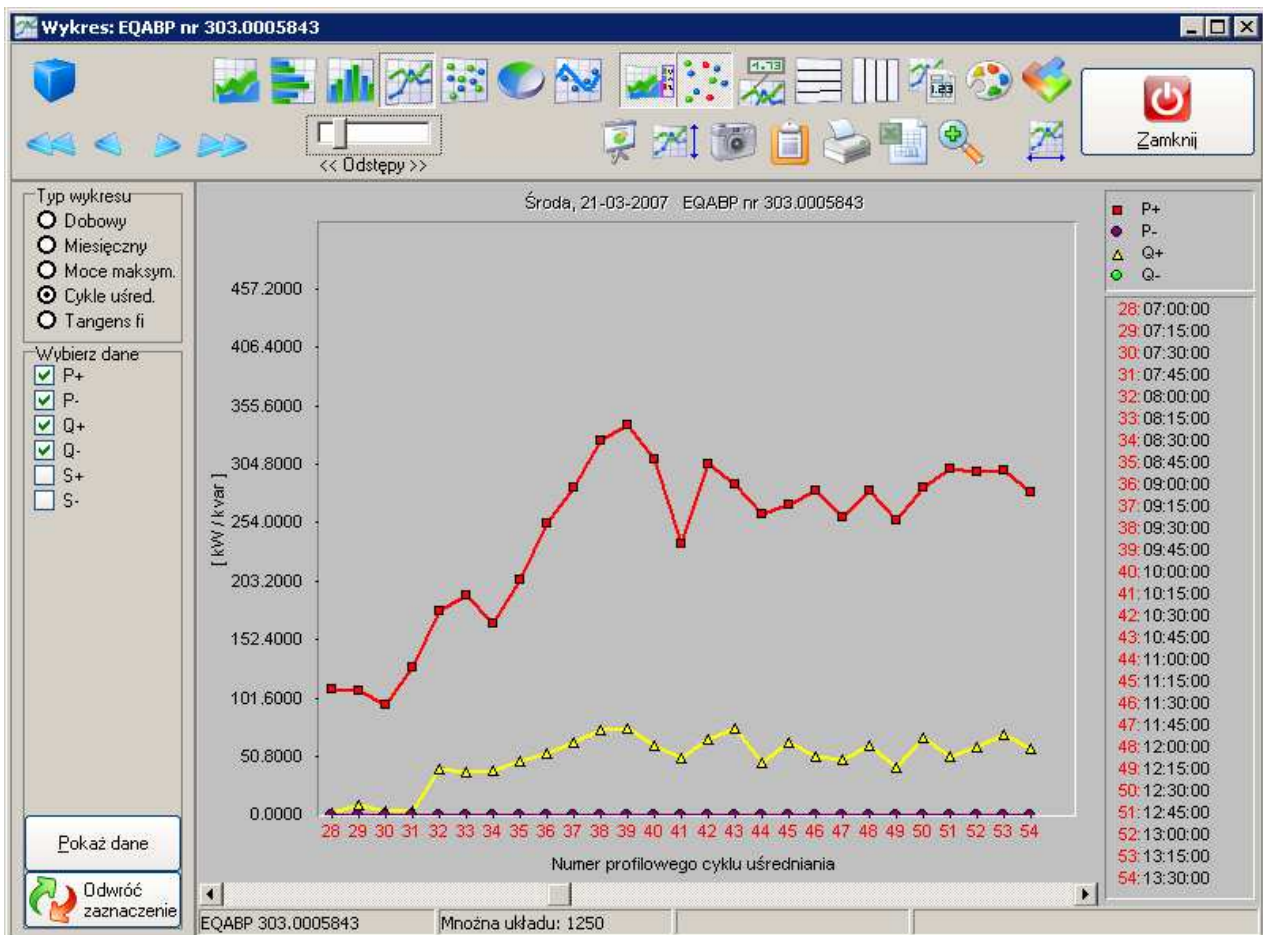 Wykres: EQABP nr 303.0005843
4.73
1.23
Zamknij
<< Odstępy >>
Typ wykresu
Dobowy
Miesięczny
Moce maksym.
Cykle uśred.
Tangens fi
Wybierz dane
P+
P-
Q+
Q-
S+
S-
Pokaż dane
Odwróć
zaznaczenie
Środa, 21-03-2007 EQABP nr 303.0005843
[ kW / kvar ]
457.2000
406.4000
355.6000
304.8000
254.0000
203.2000
152.4000
101.6000
50.8000
0.0000
28 29 30 31 32 33 34 35 36 37 38 39 40 41 42 43 44 45 46 47 48 49 50 51 52 53 54
Numer profilowego cyklu uśredniania
P+
P-
Q+
Q-
28: 07:00:00
29: 07:15:00
30: 07:30:00
31: 07:45:00
32: 08:00:00
33: 08:15:00
34: 08:30:00
35: 08:45:00
36: 09:00:00
37: 09:15:00
38: 09:30:00
39: 09:45:00
40: 10:00:00
41: 10:15:00
42: 10:30:00
43: 10:45:00
44: 11:00:00
45: 11:15:00
46: 11:30:00
47: 11:45:00
48: 12:00:00
49: 12:15:00
50: 12:30:00
51: 12:45:00
52: 13:00:00
53: 13:15:00
54: 13:30:00
EQABP 303.0005843
Mnożna układu: 1250